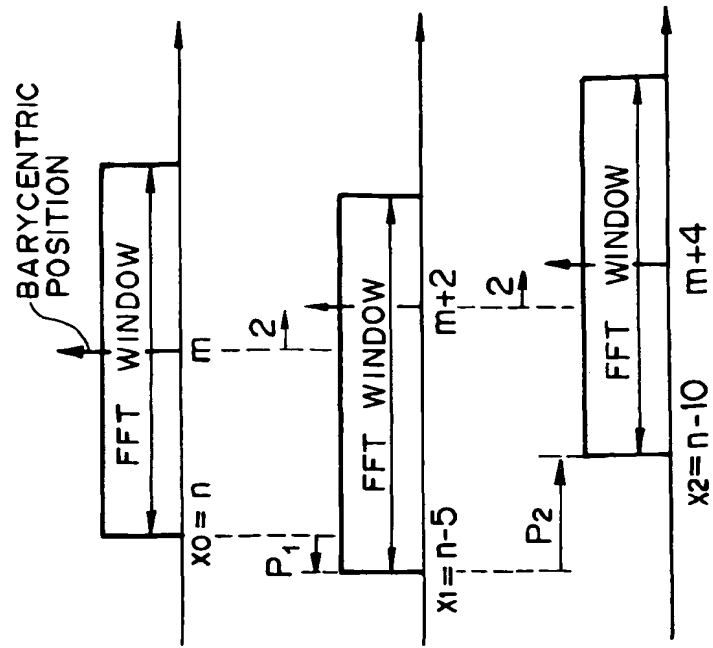 BARYCENTRIC
POSITION
FFT WINDOW
x0 = n
m
P1
2
FFT WINDOW
x1 = n-5
m+2
P2
2
FFT WINDOW
x2 = n-10
m+4